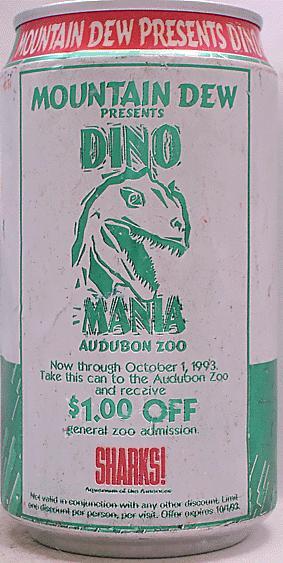 MOUNTAIN DEW PRESENTS DIN
MOUNTAIN DEW
PRESENTS
DINO
MANIA
AUDUBON ZOO
Now through October 1, 1993.
Take this can to the Audubon Zoo
and receive
$1.00 OFF
general zoo admission.
SHARKS!
Aquarium of the Americas
Not valid in conjunction with any other discount. Limit
one discount per person, per visit. Offer expires 10/1/93.